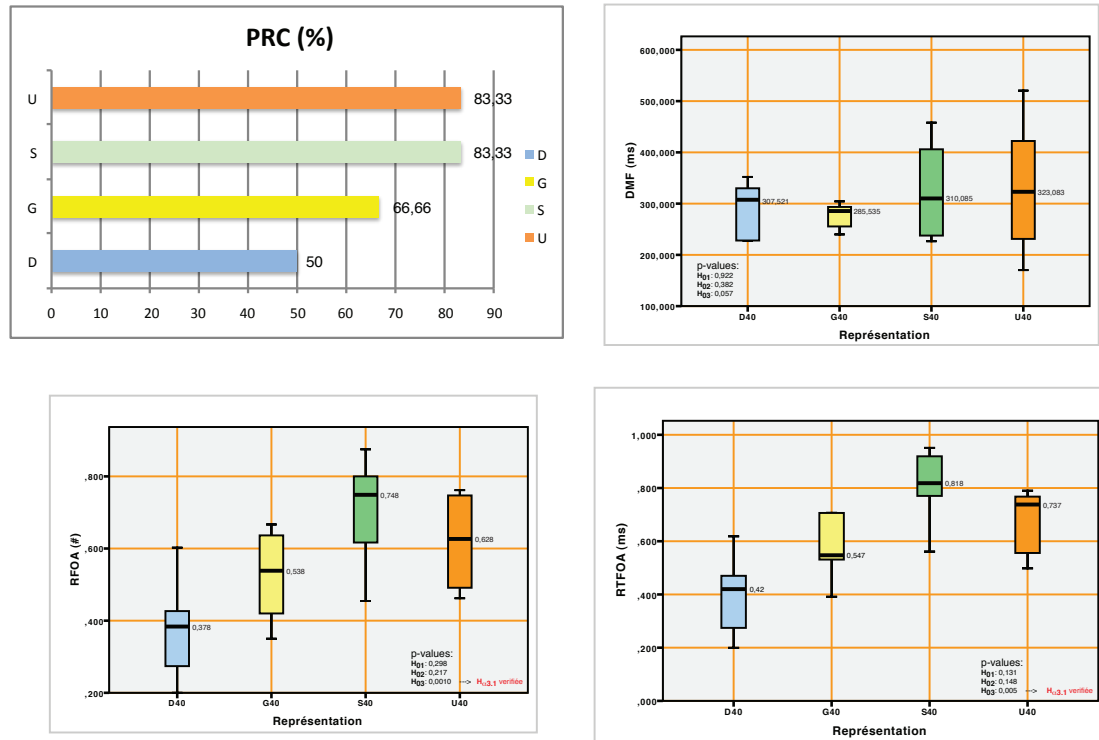 PRC (%)
U
83,33
S
83,33
G
66,66
D
50
0 10 20 30 40 50 60 70 80 90
D
G
S
U
600,000
500,000
400,000
300,000
200,000
100,000
DMF (ms)
307,521
285,535
310,085
323,083
p-values:
H01: 0,922
H02: 0,382
H03: 0,057
D40 G40 S40 U40
Représentation
,800
,600
,400
,200
RFOA (#)
0,378
0,538
0,748
0,628
p-values:
H01: 0,298
H02: 0,217
H03: 0,0010 ---> Hα3.1 verifiée
D40 G40 S40 U40
Représentation
1,000
,800
,600
,400
,200
,000
RTFOA (ms)
0,42
0,547
0,818
0,737
p-values:
H01: 0,131
H02: 0,148
H03: 0,005 ---> Hα3.1 verifiée
D40 G40 S40 U40
Représentation